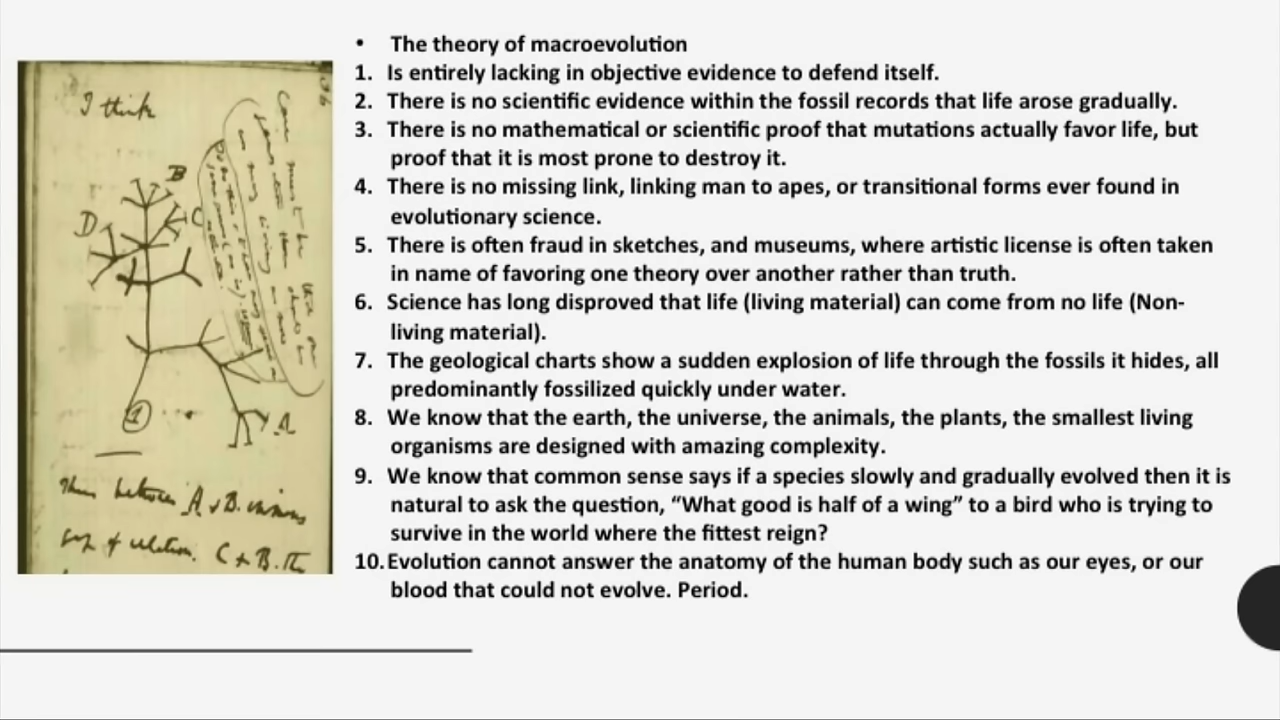 I think
B
D
C
1
A
Thus between A & B. immens
gap of relation. C + B. The
• The theory of macroevolution
1. Is entirely lacking in objective evidence to defend itself.
2. There is no scientific evidence within the fossil records that life arose gradually.
3. There is no mathematical or scientific proof that mutations actually favor life, but
proof that it is most prone to destroy it.
4. There is no missing link, linking man to apes, or transitional forms ever found in
evolutionary science.
5. There is often fraud in sketches, and museums, where artistic license is often taken
in name of favoring one theory over another rather than truth.
6. Science has long disproved that life (living material) can come from no life (Non-
living material).
7. The geological charts show a sudden explosion of life through the fossils it hides, all
predominantly fossilized quickly under water.
8. We know that the earth, the universe, the animals, the plants, the smallest living
organisms are designed with amazing complexity.
9. We know that common sense says if a species slowly and gradually evolved then it is
natural to ask the question, “What good is half of a wing” to a bird who is trying to
survive in the world where the fittest reign?
10. Evolution cannot answer the anatomy of the human body such as our eyes, or our
blood that could not evolve. Period.